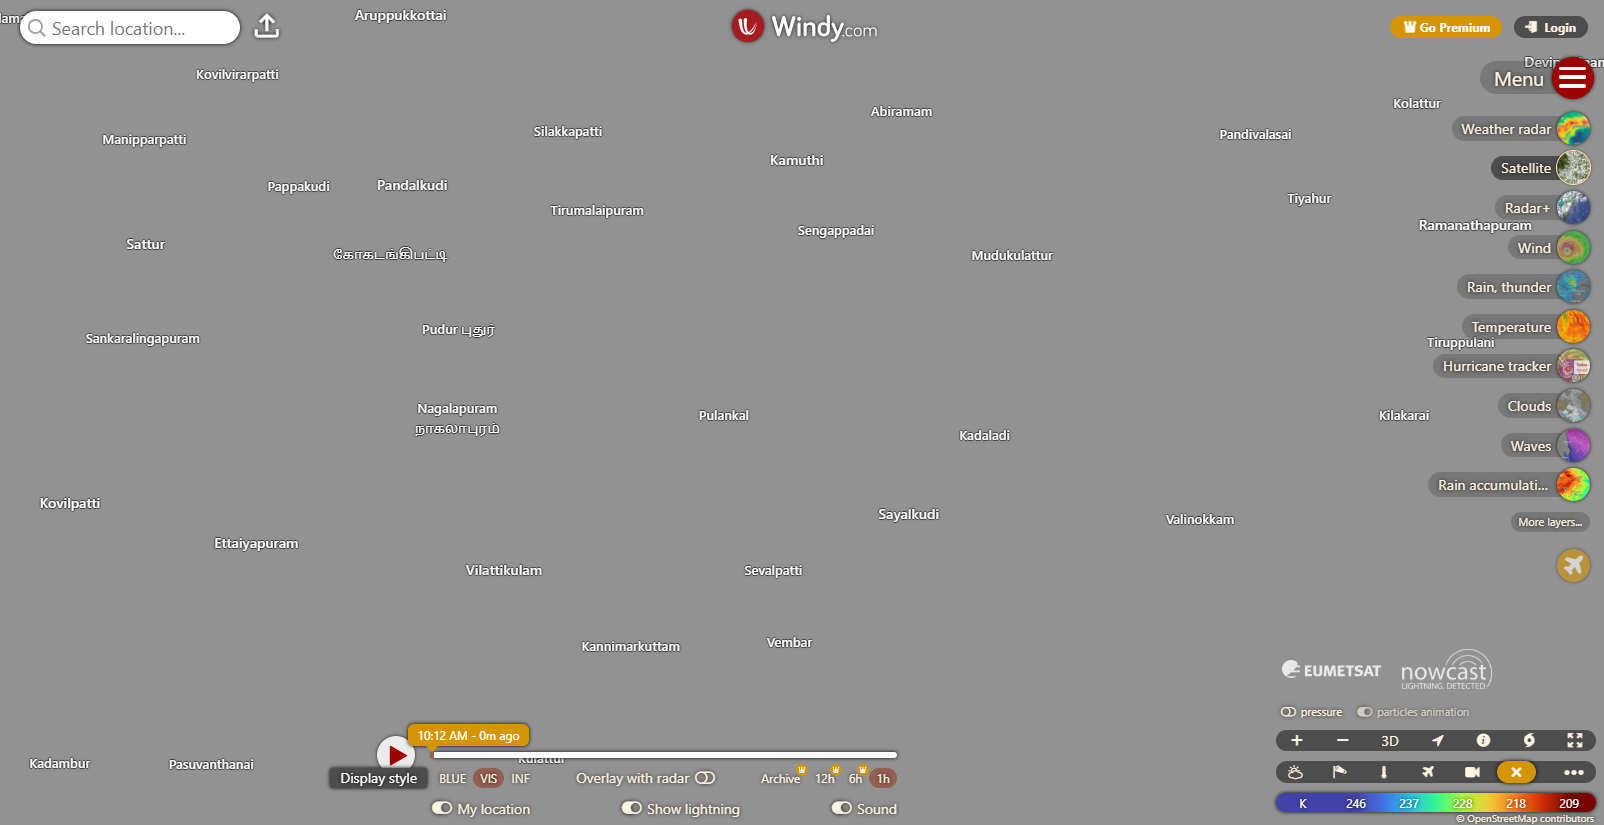 Search location...
Aruppukkottai
Windy.com
Go Premium
Login
Kovilvirarpatti
Menu
Kolattur
Abiramam
Silakkapatti
Manipparpatti
Pandivalasai
Weather radar
Kamuthi
Satellite
Pappakudi
Pandalkudi
Tiyahur
Radar+
Tirumalaipuram
Ramanathapuram
Sengappadai
Sattur
Wind
கோகடங்கிபட்டி
Mudukulattur
Rain, thunder
Pudur புதுர்
Temperature
Sankaralingapuram
Tiruppulani
Hurricane tracker
Nagalapuram
நாகலாபுரம்
Clouds
Pulankal
Kilakarai
Kadaladi
Waves
Rain accumulati...
Kovilpatti
Sayalkudi
Valinokkam
More layers...
Ettaiyapuram
Vilattikulam
Sevalpatti
Kannimarkuttam
Vembar
EUMETSAT
nowcast
LIGHTNING. DETECTED.
pressure
particles animation
10:12 AM - 0m ago
3D
Kadambur
Pasuvanthanai
Kulattur
Display style
BLUE VIS INF
Overlay with radar
Archive 12h 6h 1h
My location
Show lightning
Sound
K 246 237 228 218 209
© OpenStreetMap contributors